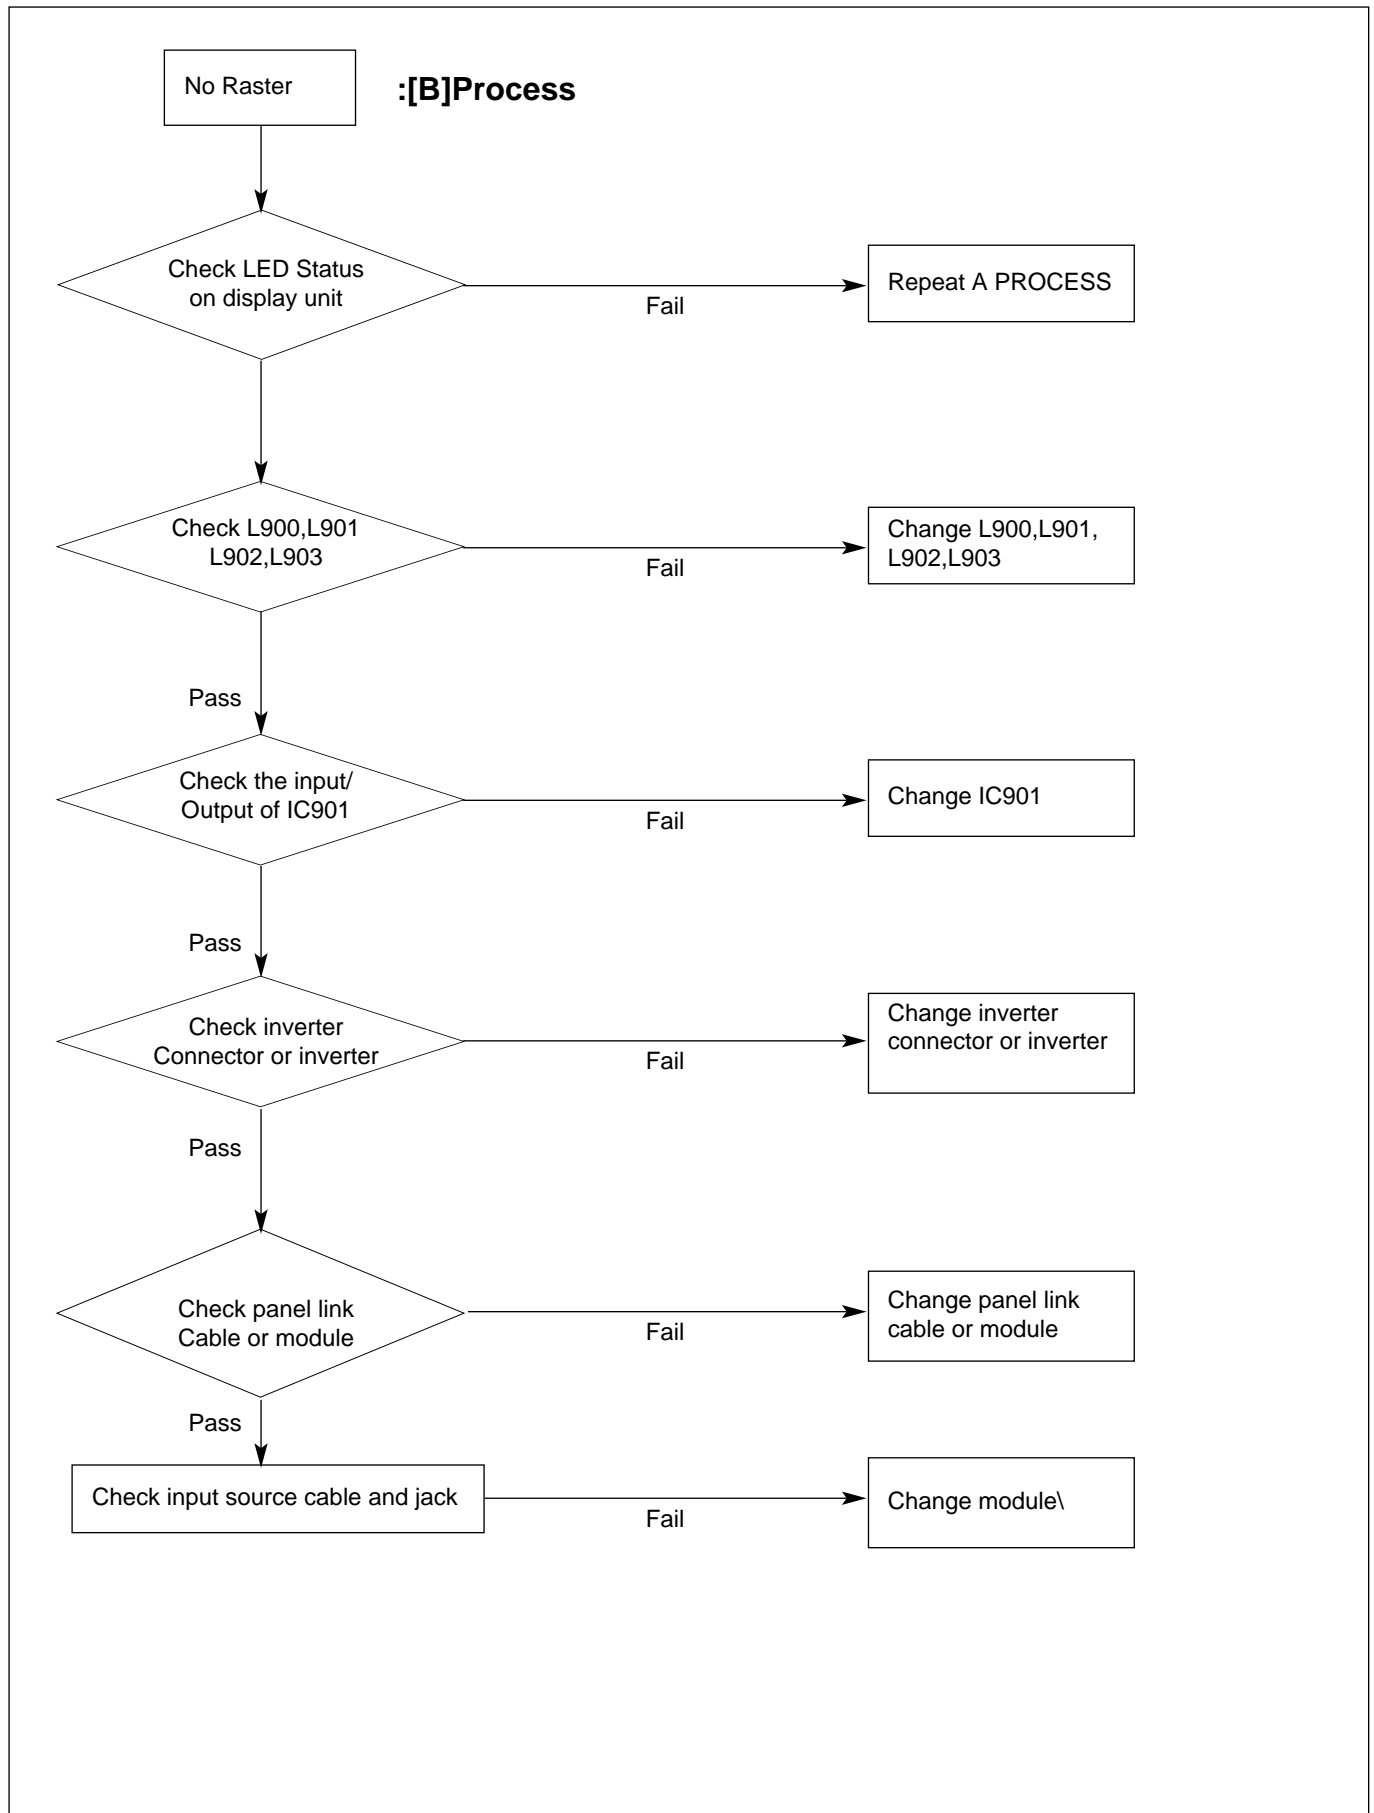 No Raster
:[B]Process
Check LED Status
on display unit
Fail
Repeat A PROCESS
Check L900,L901
L902,L903
Fail
Change L900,L901,
L902,L903
Pass
Check the input/
Output of IC901
Fail
Change IC901
Pass
Check inverter
Connector or inverter
Fail
Change inverter
connector or inverter
Pass
Check panel link
Cable or module
Fail
Change panel link
cable or module
Pass
Check input source cable and jack
Fail
Change module\